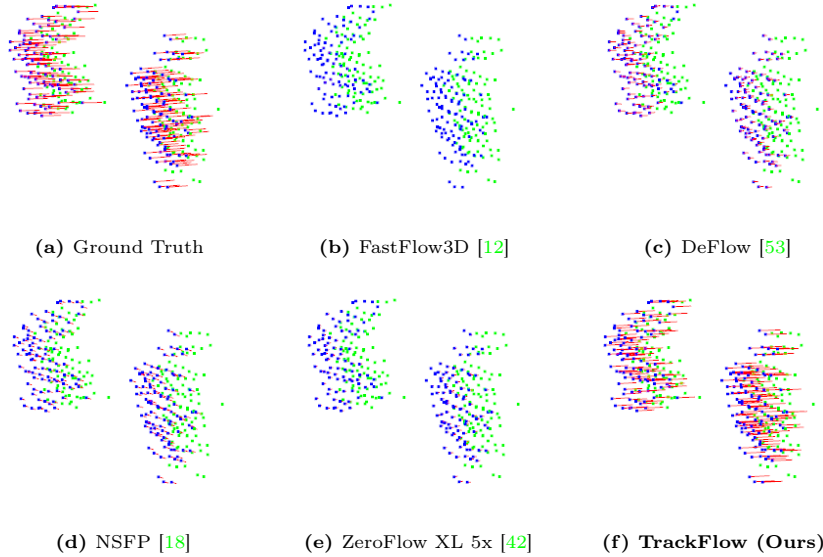 (a) Ground Truth
(b) FastFlow3D [12]
(c) DeFlow [53]
(d) NSFP [18]
(e) ZeroFlow XL 5x [42]
(f) TrackFlow (Ours)